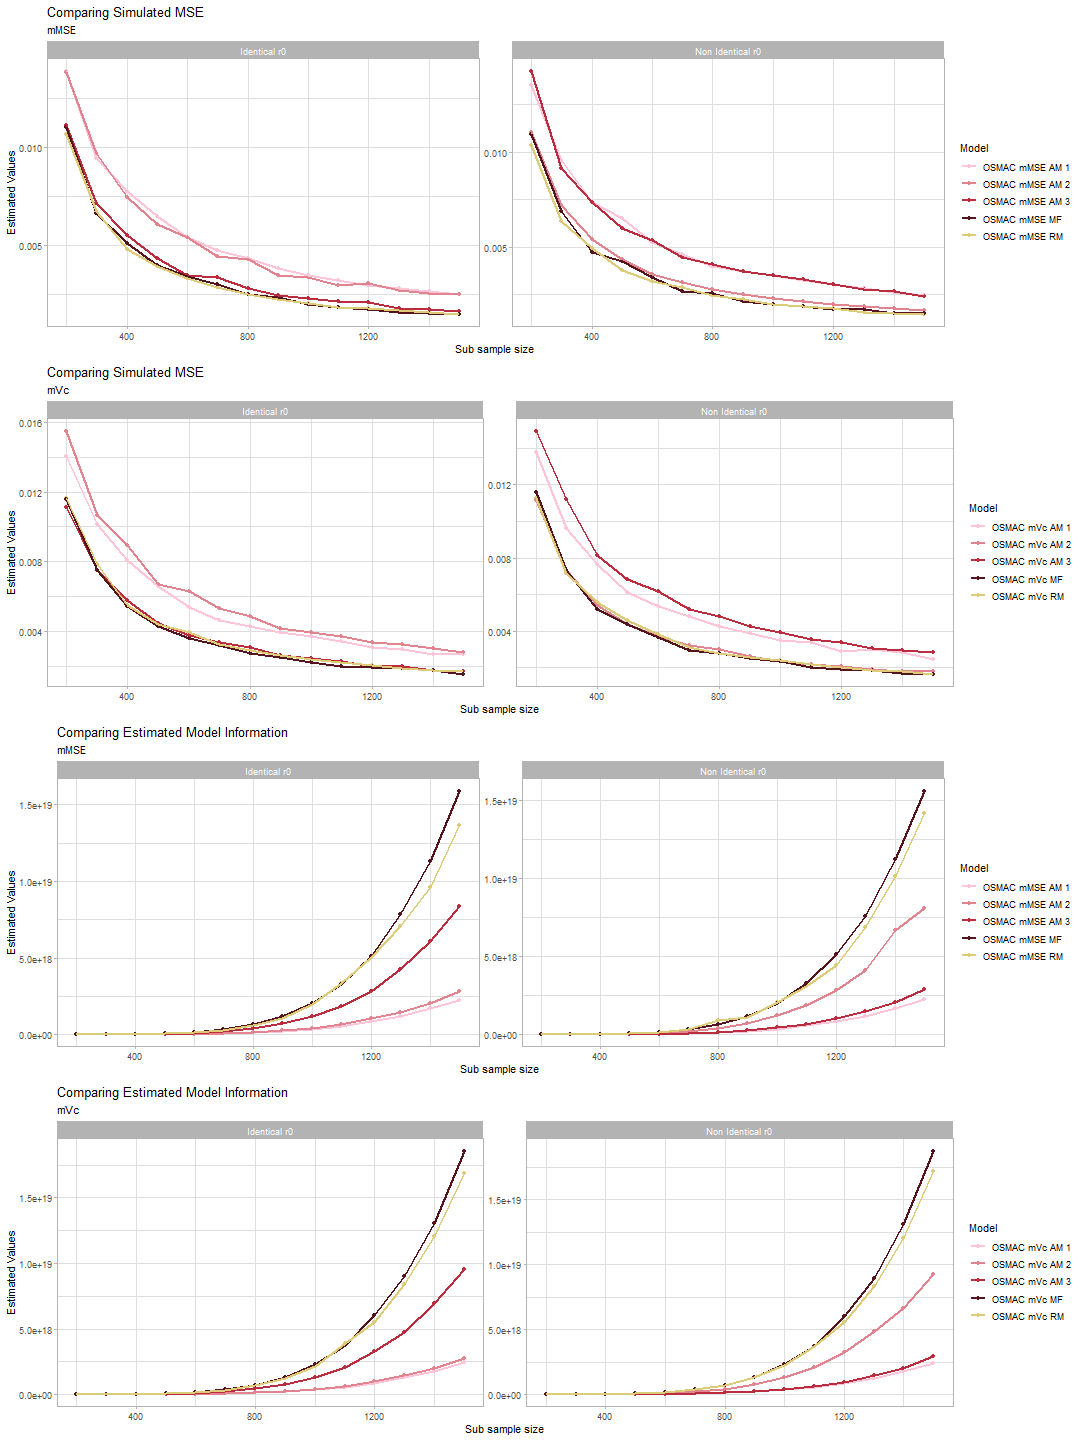 Comparing Simulated MSE
mMSE
Identical r0
Non Identical r0
Estimated Values
0.010
0.005
0.010
0.005
400
800
1200
400
800
1200
Sub sample size
Model
OSMAC mMSE AM 1
OSMAC mMSE AM 2
OSMAC mMSE AM 3
OSMAC mMSE MF
OSMAC mMSE RM
Comparing Simulated MSE
mVc
Identical r0
Non Identical r0
Estimated Values
0.016
0.012
0.008
0.004
0.012
0.008
0.004
400
800
1200
400
800
1200
Sub sample size
Model
OSMAC mVc AM 1
OSMAC mVc AM 2
OSMAC mVc AM 3
OSMAC mVc MF
OSMAC mVc RM
Comparing Estimated Model Information
mMSE
Identical r0
Non Identical r0
Estimated Values
1.5e+19
1.0e+19
5.0e+18
0.0e+00
1.5e+19
1.0e+19
5.0e+18
0.0e+00
400
800
1200
400
800
1200
Sub sample size
Model
OSMAC mMSE AM 1
OSMAC mMSE AM 2
OSMAC mMSE AM 3
OSMAC mMSE MF
OSMAC mMSE RM
Comparing Estimated Model Information
mVc
Identical r0
Non Identical r0
Estimated Values
1.5e+19
1.0e+19
5.0e+18
0.0e+00
1.5e+19
1.0e+19
5.0e+18
0.0e+00
400
800
1200
400
800
1200
Sub sample size
Model
OSMAC mVc AM 1
OSMAC mVc AM 2
OSMAC mVc AM 3
OSMAC mVc MF
OSMAC mVc RM